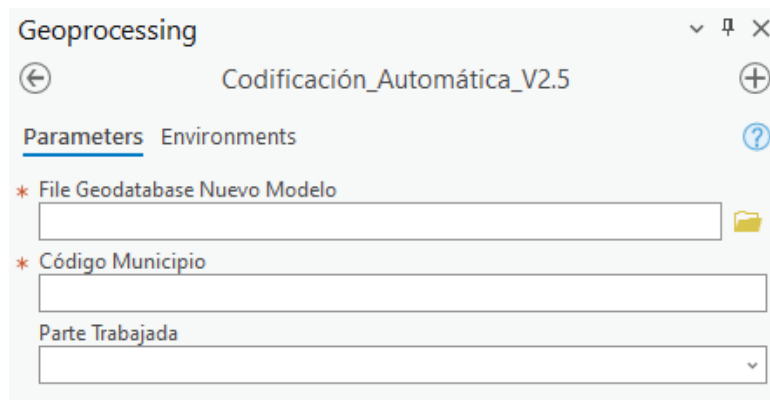 Geoprocessing
Codificación_Automática_V2.5
Parameters Environments
* File Geodatabase Nuevo Modelo
* Código Municipio
Parte Trabajada